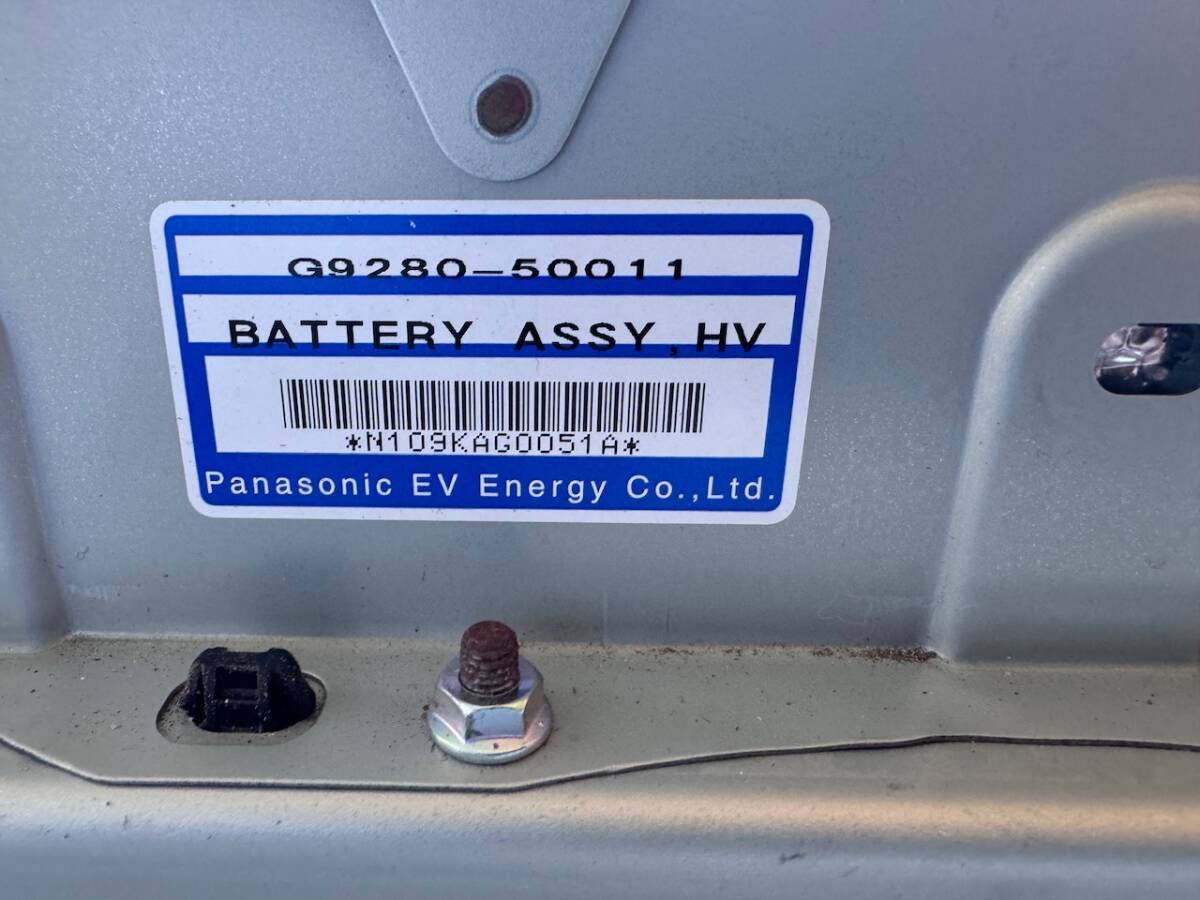 G9280-50011
BATTERY ASSY, HV
*N109KAG0051A*
Panasonic EV Energy Co.,Ltd.